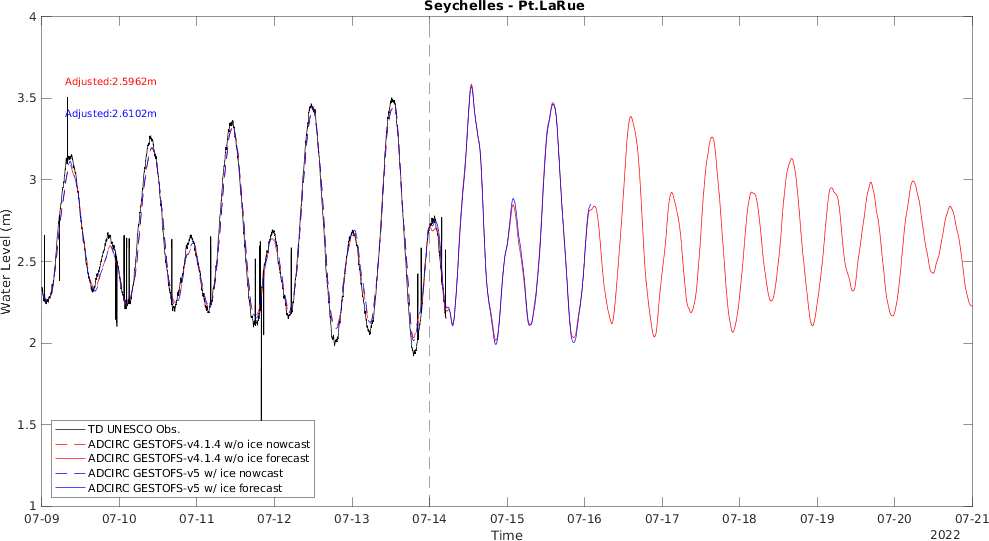 Seychelles - Pt.LaRue
4
3.5
3
2.5
2
1.5
1
Water Level (m)
Adjusted:2.5962m
Adjusted:2.6102m
TD UNESCO Obs.
ADCIRC GESTOFS-v4.1.4 w/o ice nowcast
ADCIRC GESTOFS-v4.1.4 w/o ice forecast
ADCIRC GESTOFS-v5 w/ ice nowcast
ADCIRC GESTOFS-v5 w/ ice forecast
07-09 07-10 07-11 07-12 07-13 07-14 07-15 07-16 07-17 07-18 07-19 07-20 07-21
Time
2022